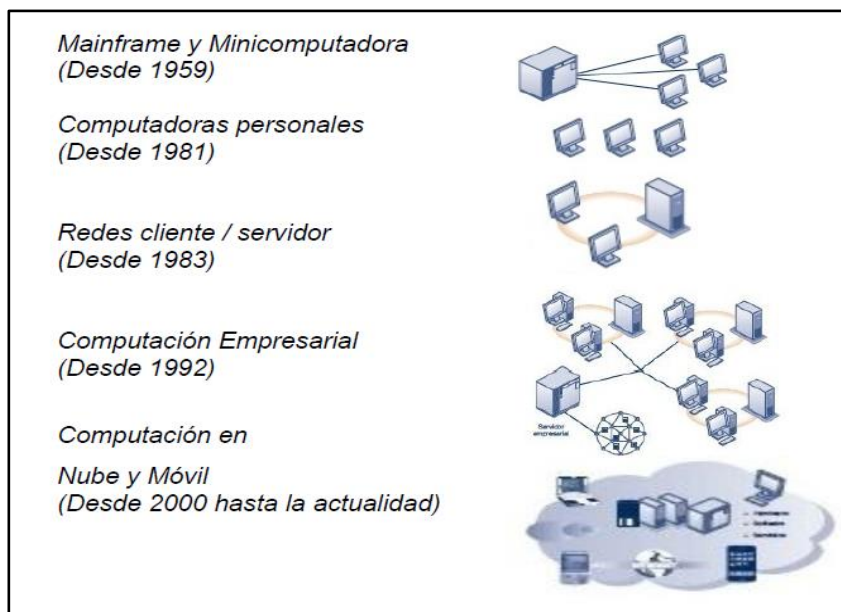 Mainframe y Minicomputadora
(Desde 1959)
Computadoras personales
(Desde 1981)
Redes cliente / servidor
(Desde 1983)
Computación Empresarial
(Desde 1992)
Servidor
empresarial
Computación en
Nube y Móvil
(Desde 2000 hasta la actualidad)